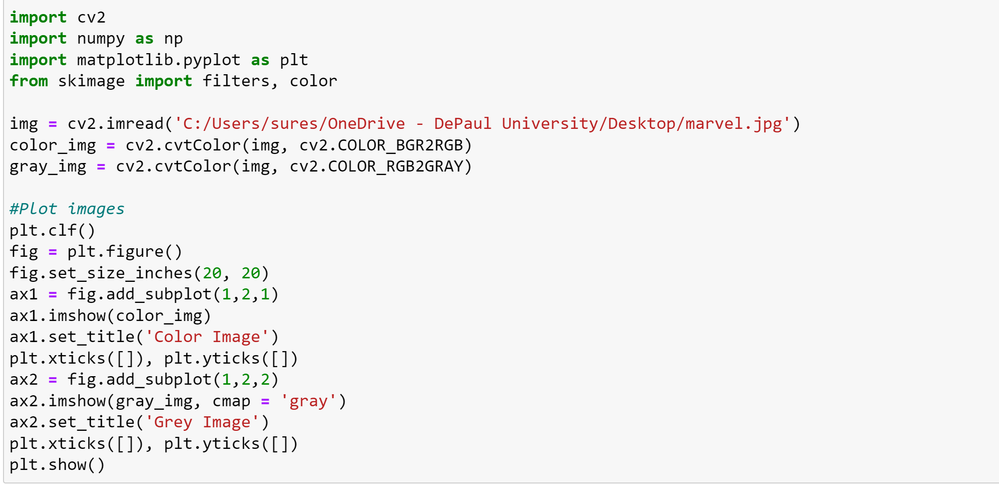 import cv2
import numpy as np
import matplotlib.pyplot as plt
from skimage import filters, color
img = cv2.imread('C:/Users/sures/OneDrive - DePaul University/Desktop/marvel.jpg')
color_img = cv2.cvtColor(img, cv2.COLOR_BGR2RGB)
gray_img = cv2.cvtColor(img, cv2.COLOR_RGB2GRAY)
#Plot images
plt.clf()
fig = plt.figure()
fig.set_size_inches(20, 20)
ax1 = fig.add_subplot(1,2,1)
ax1.imshow(color_img)
ax1.set_title('Color Image')
plt.xticks([]), plt.yticks([])
ax2 = fig.add_subplot(1,2,2)
ax2.imshow(gray_img, cmap = 'gray')
ax2.set_title('Grey Image')
plt.xticks([]), plt.yticks([])
plt.show()